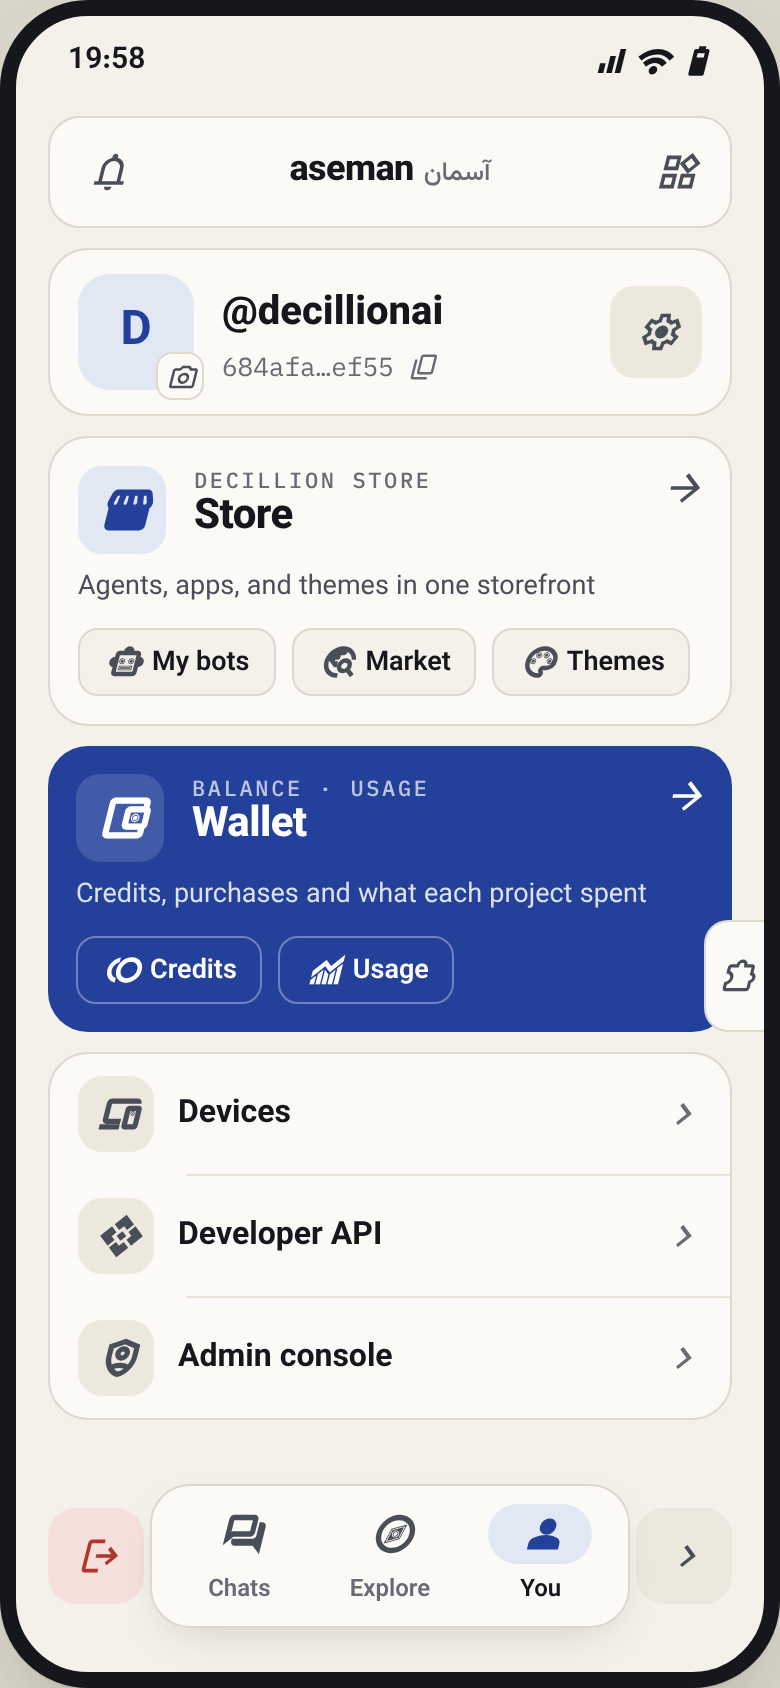 19:58
aseman آسمان
D
@decillionai
684afa…ef55
DECILLION STORE
Store
Agents, apps, and themes in one storefront
My bots
Market
Themes
BALANCE · USAGE
Wallet
Credits, purchases and what each project spent
Credits
Usage
Devices
Developer API
Admin console
Chats
Explore
You